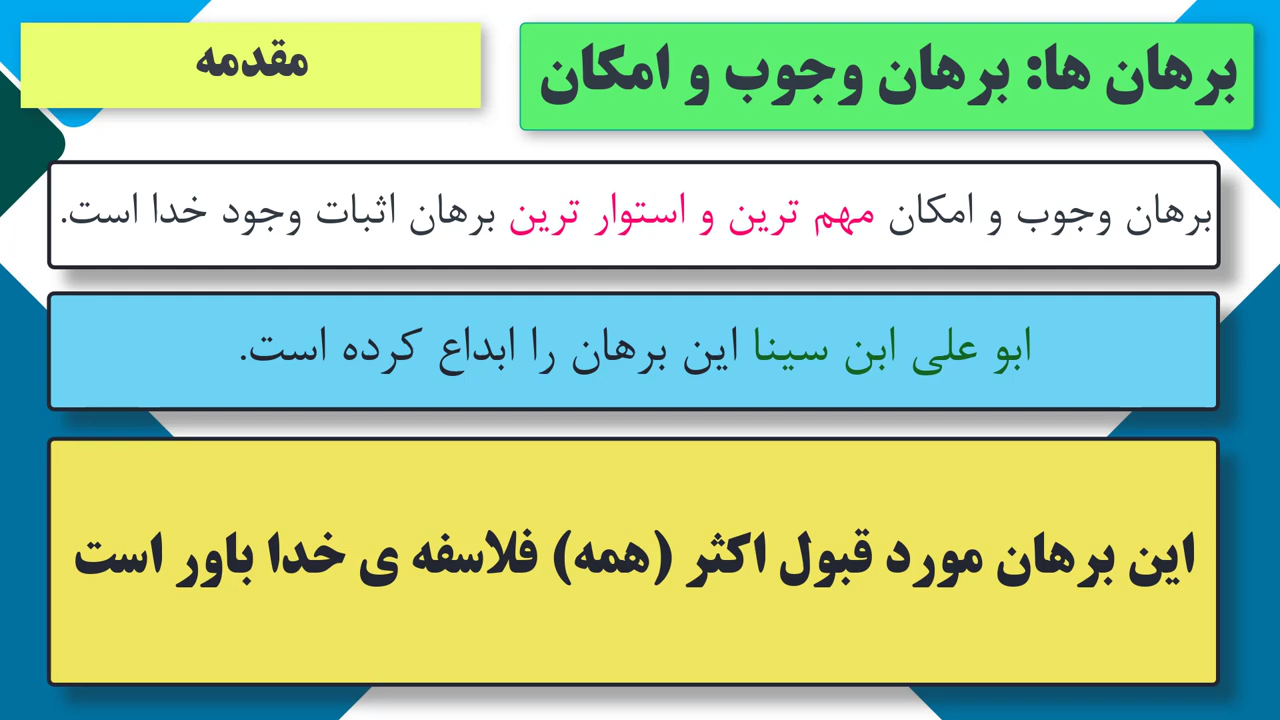 برهان ها: برهان وجوب و امکان
مقدمه
برهان وجوب و امکان مهم ترین و استوار ترین برهان اثبات وجود خدا است.
ابو علی ابن سینا این برهان را ابداع کرده است.
این برهان مورد قبول اکثر (همه) فلاسفه ی خدا باور است